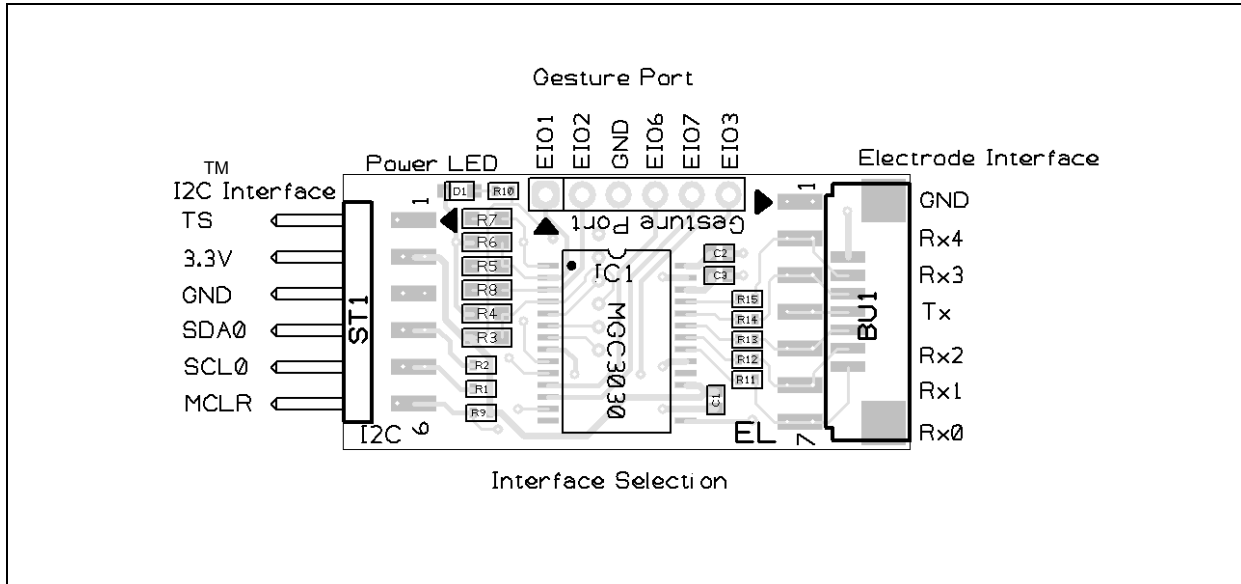 Gesture Port
EIO1
EIO2
GND
EIO6
EIO7
EIO3
TM
Power LED
Electrode Interface
I2C Interface
TS
3.3V
GND
SDA0
SCL0
MCLR
ST1
1
6
I2C
D1
R10
R7
R6
R5
R8
R4
R3
R2
R1
R9
Gesture Port
IC1
MGC3030
C2
C3
R15
R14
R13
R12
R11
C1
EL
1
7
BU1
GND
Rx4
Rx3
Tx
Rx2
Rx1
Rx0
Interface Selection